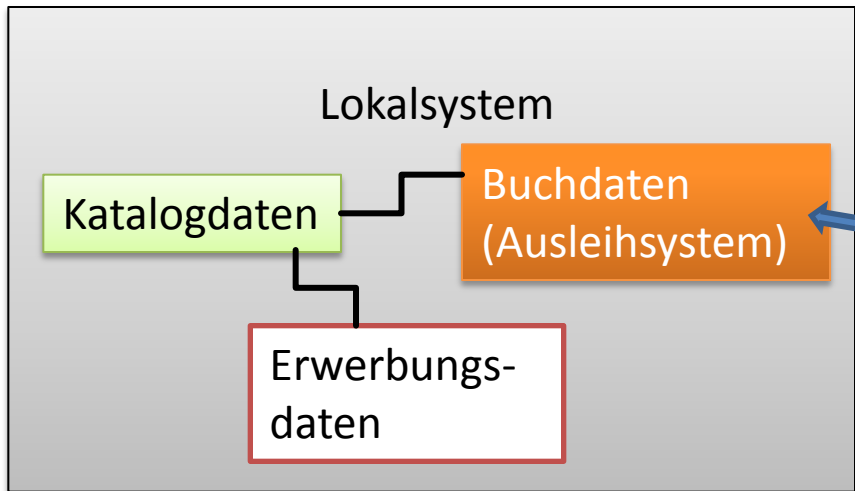 Lokalsystem
Katalogdaten
Buchdaten
(Ausleihsystem)
Erwerbungs-
daten